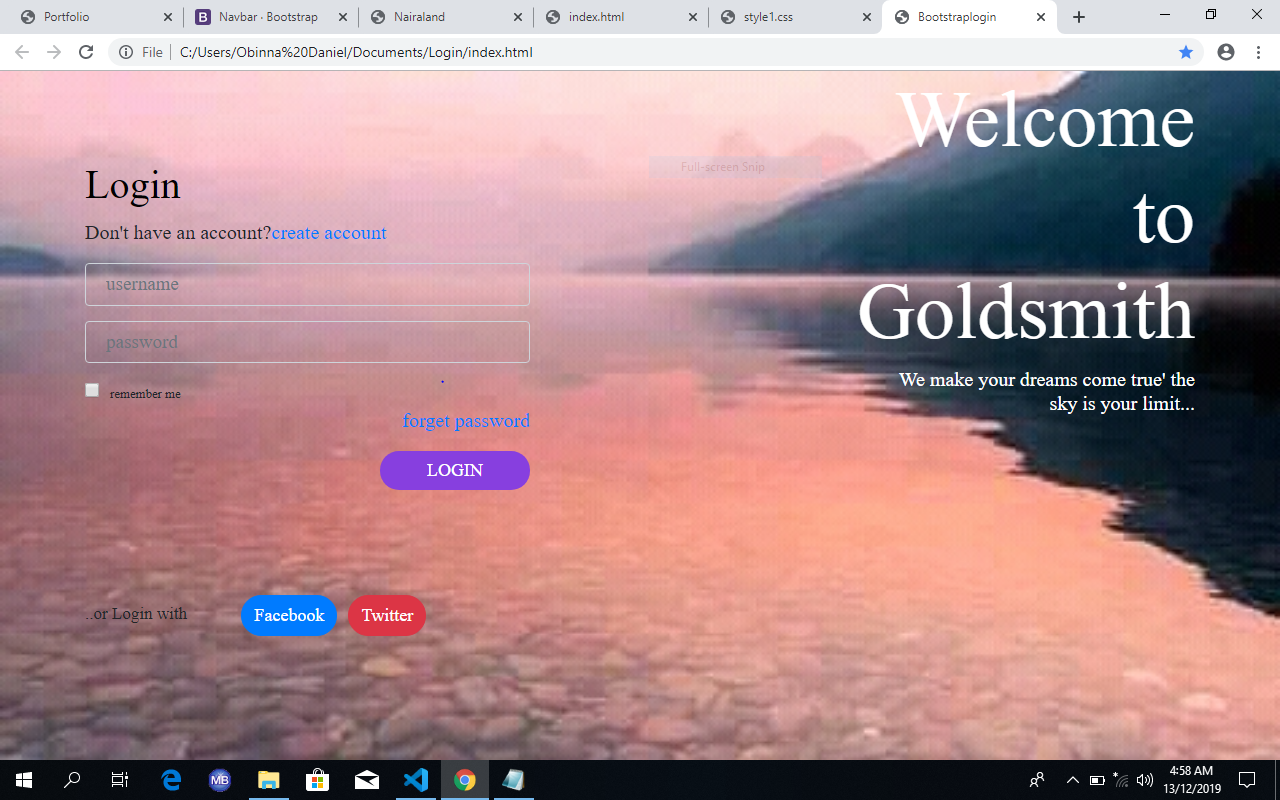 Portfolio
Navbar · Bootstrap
Nairaland
index.html
style1.css
Bootstraplogin
File
C:/Users/Obinna%20Daniel/Documents/Login/index.html
Welcome
to
Goldsmith
We make your dreams come true' the
sky is your limit...
Full-screen Snip
Login
Don't have an account?create account
username
password
remember me
forget password
LOGIN
..or Login with
Facebook
Twitter
MB
4:58 AM
13/12/2019